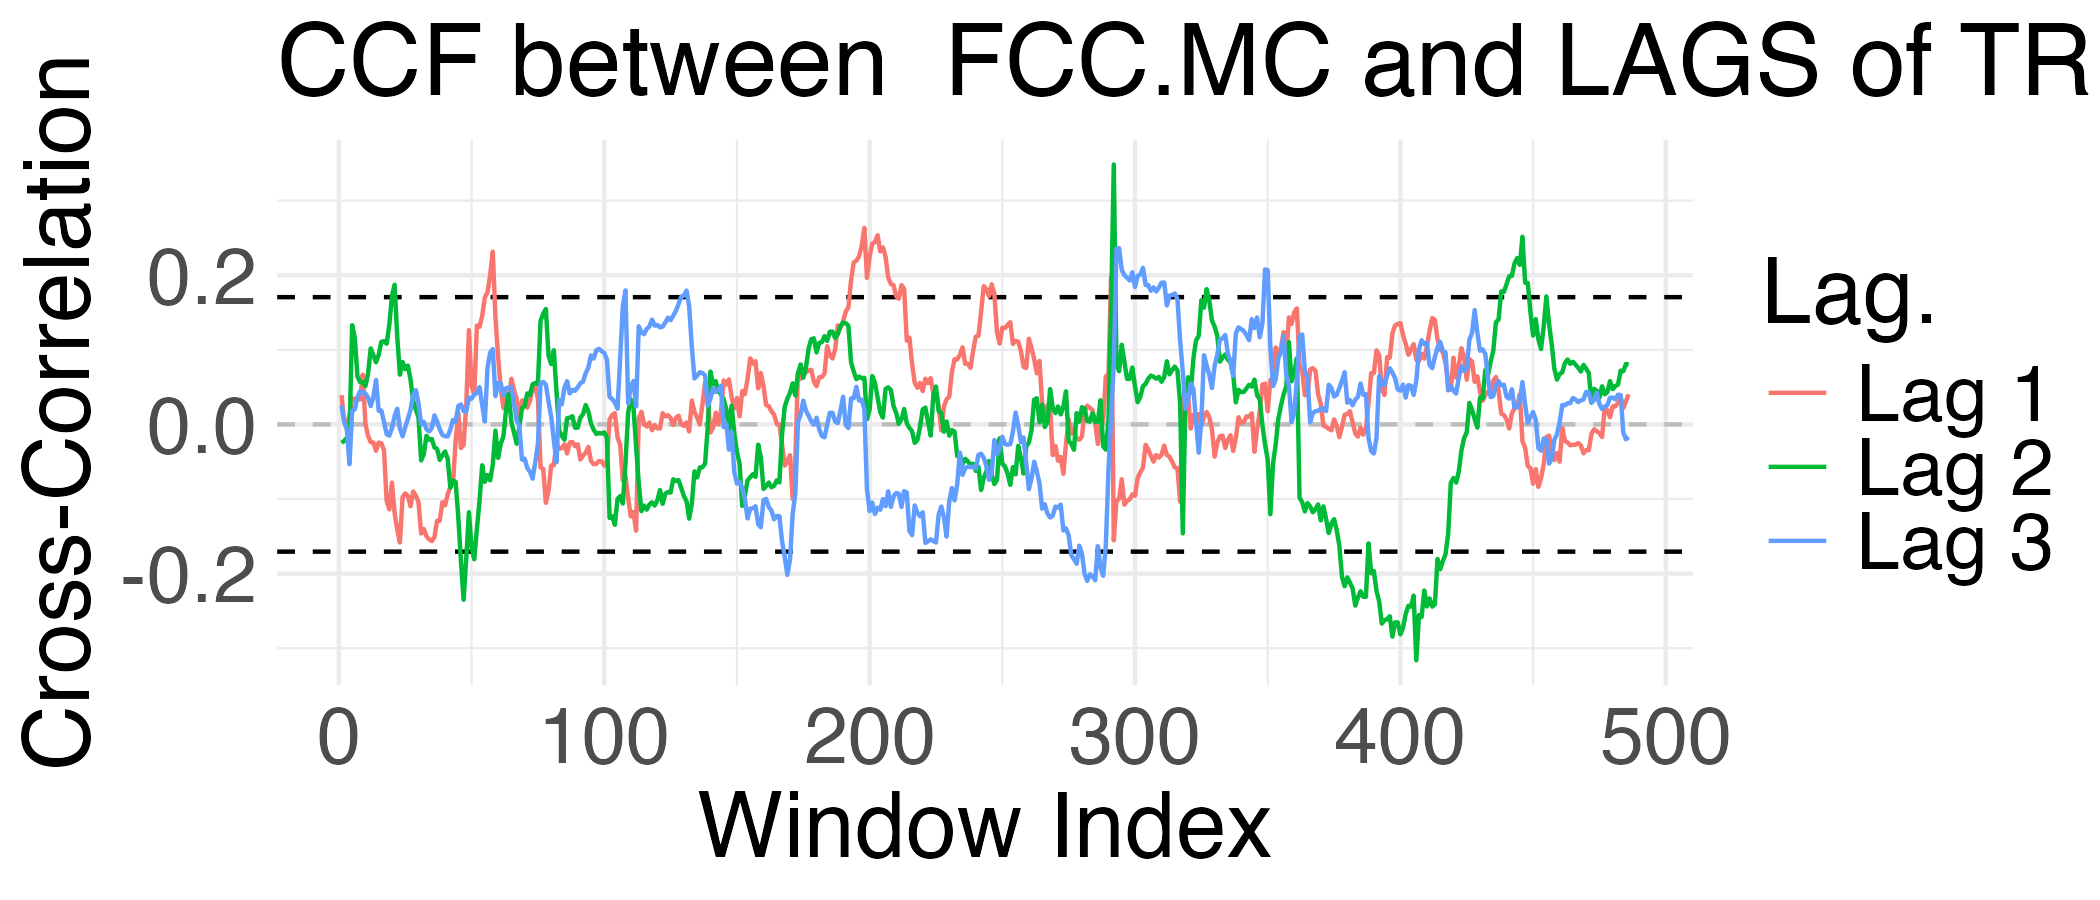 CCF between  FCC.MC and LAGS of TR
Cross-Correlation
0.2
0.0
-0.2
0 100 200 300 400 500
Window Index
Lag.
Lag 1
Lag 2
Lag 3